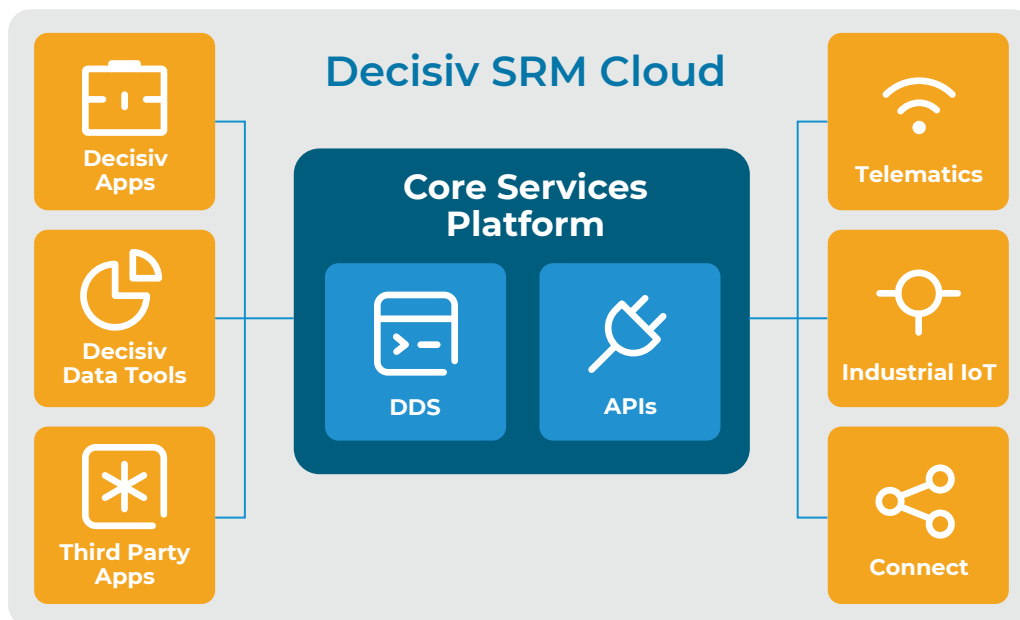 Decisiv SRM Cloud
Decisiv
Apps
Decisiv
Data Tools
Third Party
Apps
Core Services
Platform
DDS
APIs
Telematics
Industrial IoT
Connect